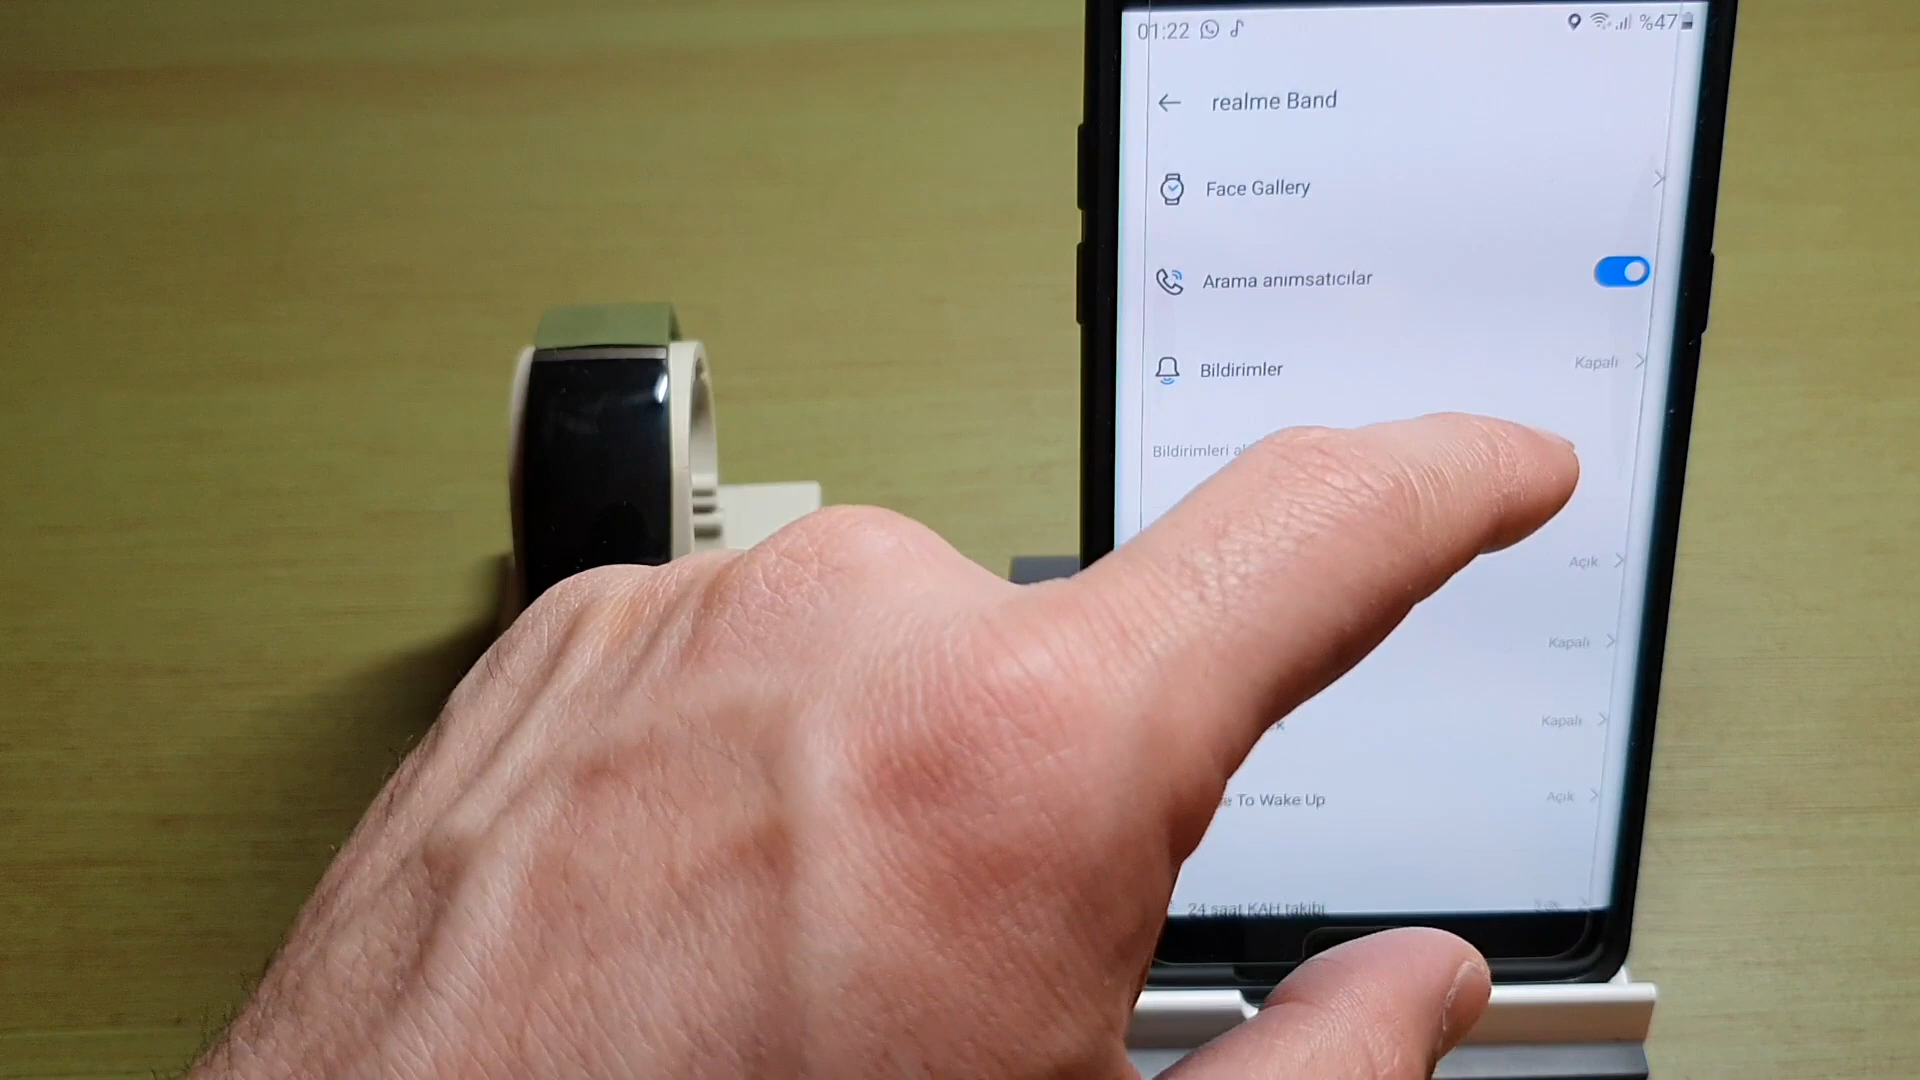 01:22 %47
realme Band
Face Gallery
Arama anımsatıcılar
Bildirimler Kapalı
Bildirimleri
Açık
Kapalı
Kapalı
To Wake Up Açık
24 saat KAH takibi